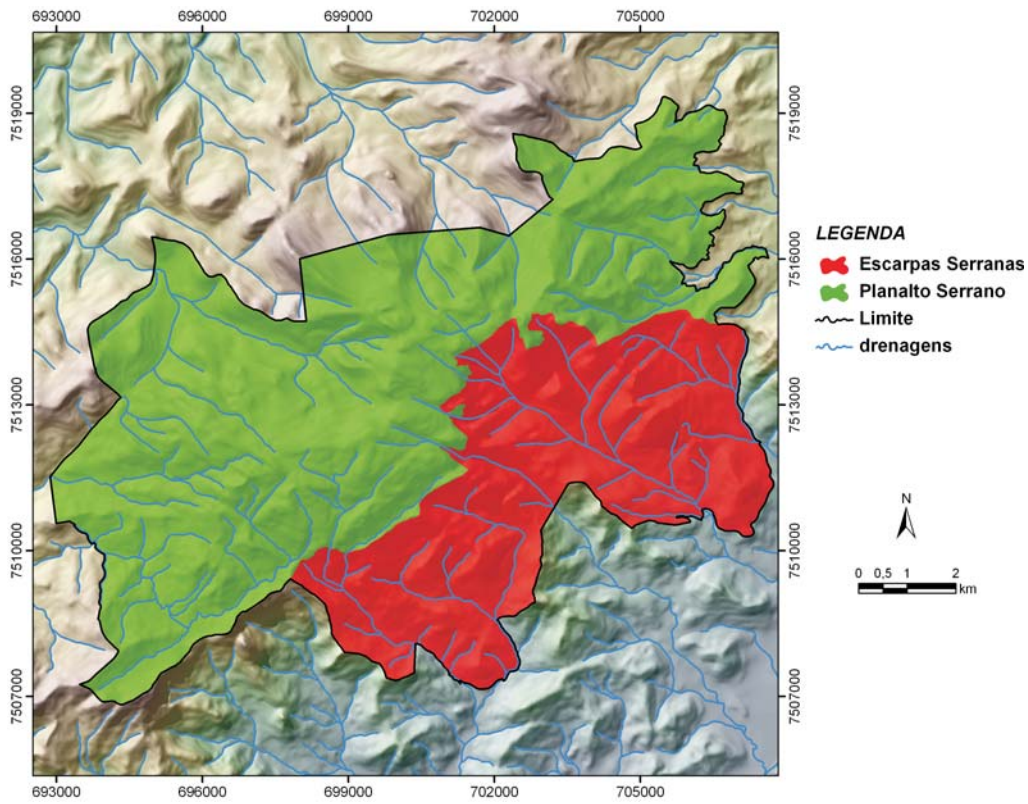 693000 696000 699000 702000 705000
7519000 7519000
7516000 7516000
7513000 7513000
7510000 7510000
7507000 7507000
693000 696000 699000 702000 705000
LEGENDA
Escarpas Serranas
Planalto Serrano
Limite
drenagens
N
0 0,5 1 2
km